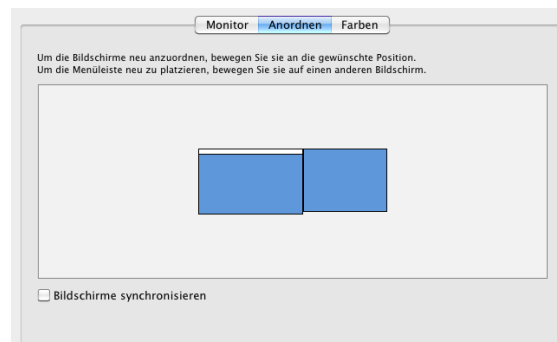 Monitor Anordnen Farben
Um die Bildschirme neu anzuordnen, bewegen Sie sie an die gewünschte Position.
Um die Menüleiste neu zu platzieren, bewegen Sie sie auf einen anderen Bildschirm.
Bildschirme synchronisieren